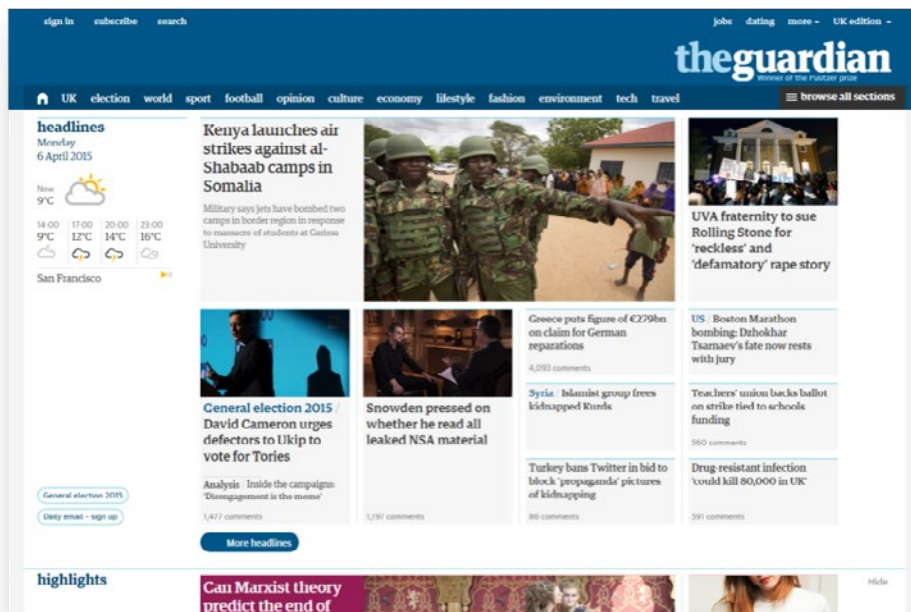 sign in subscribe search
jobs dating more UK edition
theguardian
Winner of the Pulitzer prize
UK election world sport football opinion culture economy lifestyle fashion environment tech travel
browse all sections
headlines
Monday
6 April 2015
Now
9°C
14:00 17:00 20:00 23:00
9°C 12°C 14°C 16°C
San Francisco
Kenya launches air
strikes against al-
Shabaab camps in
Somalia
Military says jets have bombed two
camps in border region in response
to massacre of students at Garissa
University
UVA fraternity to sue
Rolling Stone for
'reckless' and
'defamatory' rape story
General election 2015 /
David Cameron urges
defectors to Ukip to
vote for Tories
Analysis / Inside the campaigns:
'Disengagement is the meme'
1,477 comments
Snowden pressed on
whether he read all
leaked NSA material
1,197 comments
Greece puts figure of €279bn
on claim for German
reparations
4,093 comments
Syria / Islamist group frees
kidnapped Kurds
Turkey bans Twitter in bid to
block 'propaganda' pictures
of kidnapping
86 comments
US / Boston Marathon
bombing: Dzhokhar
Tsarnaev's fate now rests
with jury
Teachers' union backs ballot
on strike tied to schools
funding
560 comments
Drug-resistant infection
'could kill 80,000 in UK'
391 comments
General election 2015
Daily email - sign up
More headlines
highlights
Can Marxist theory
predict the end of
Hide